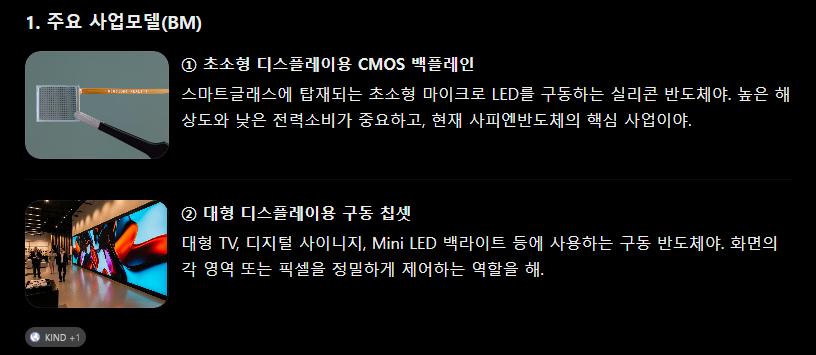 1. 주요 사업모델(BM)
① 초소형 디스플레이용 CMOS 백플레인
스마트글래스에 탑재되는 초소형 마이크로 LED를 구동하는 실리콘 반도체야. 높은 해
상도와 낮은 전력소비가 중요하고, 현재 사피엔반도체의 핵심 사업이야.
② 대형 디스플레이용 구동 칩셋
대형 TV, 디지털 사이니지, Mini LED 백라이트 등에 사용하는 구동 반도체야. 화면의
각 영역 또는 픽셀을 정밀하게 제어하는 역할을 해.
KIND +1